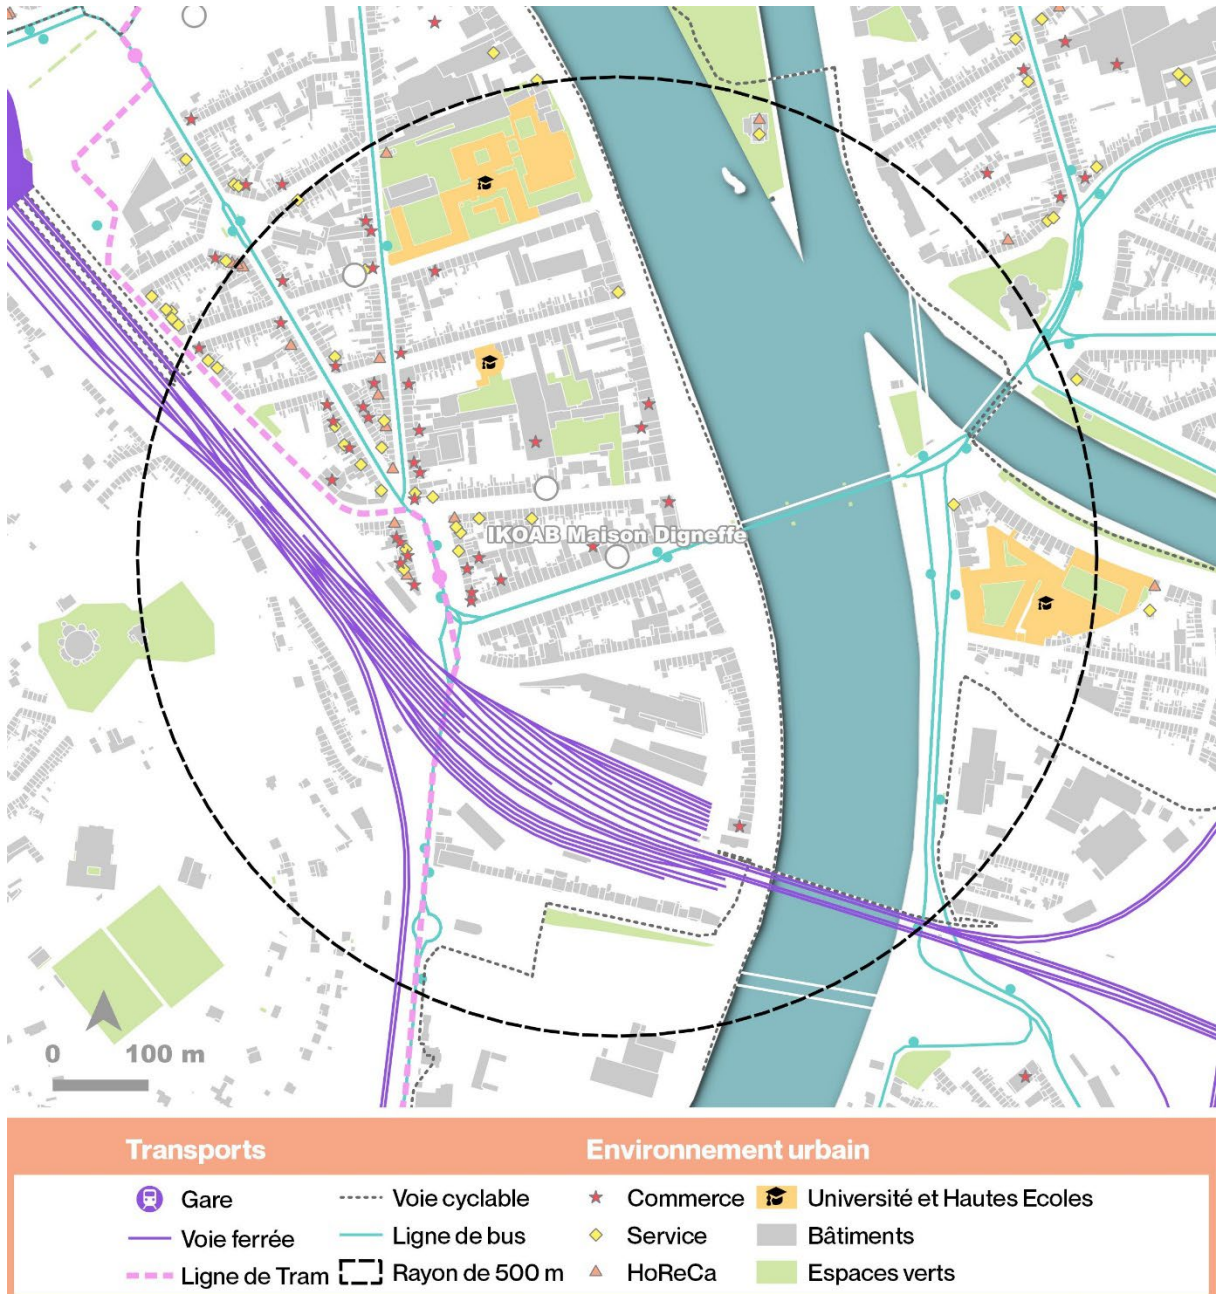 IKOAB Maison Digneffe
0 100 m
Transports Environnement urbain
Gare Voie cyclable Commerce Université et Hautes Ecoles
Voie ferrée Ligne de bus Service Bâtiments
Ligne de Tram Rayon de 500 m HoReCa Espaces verts